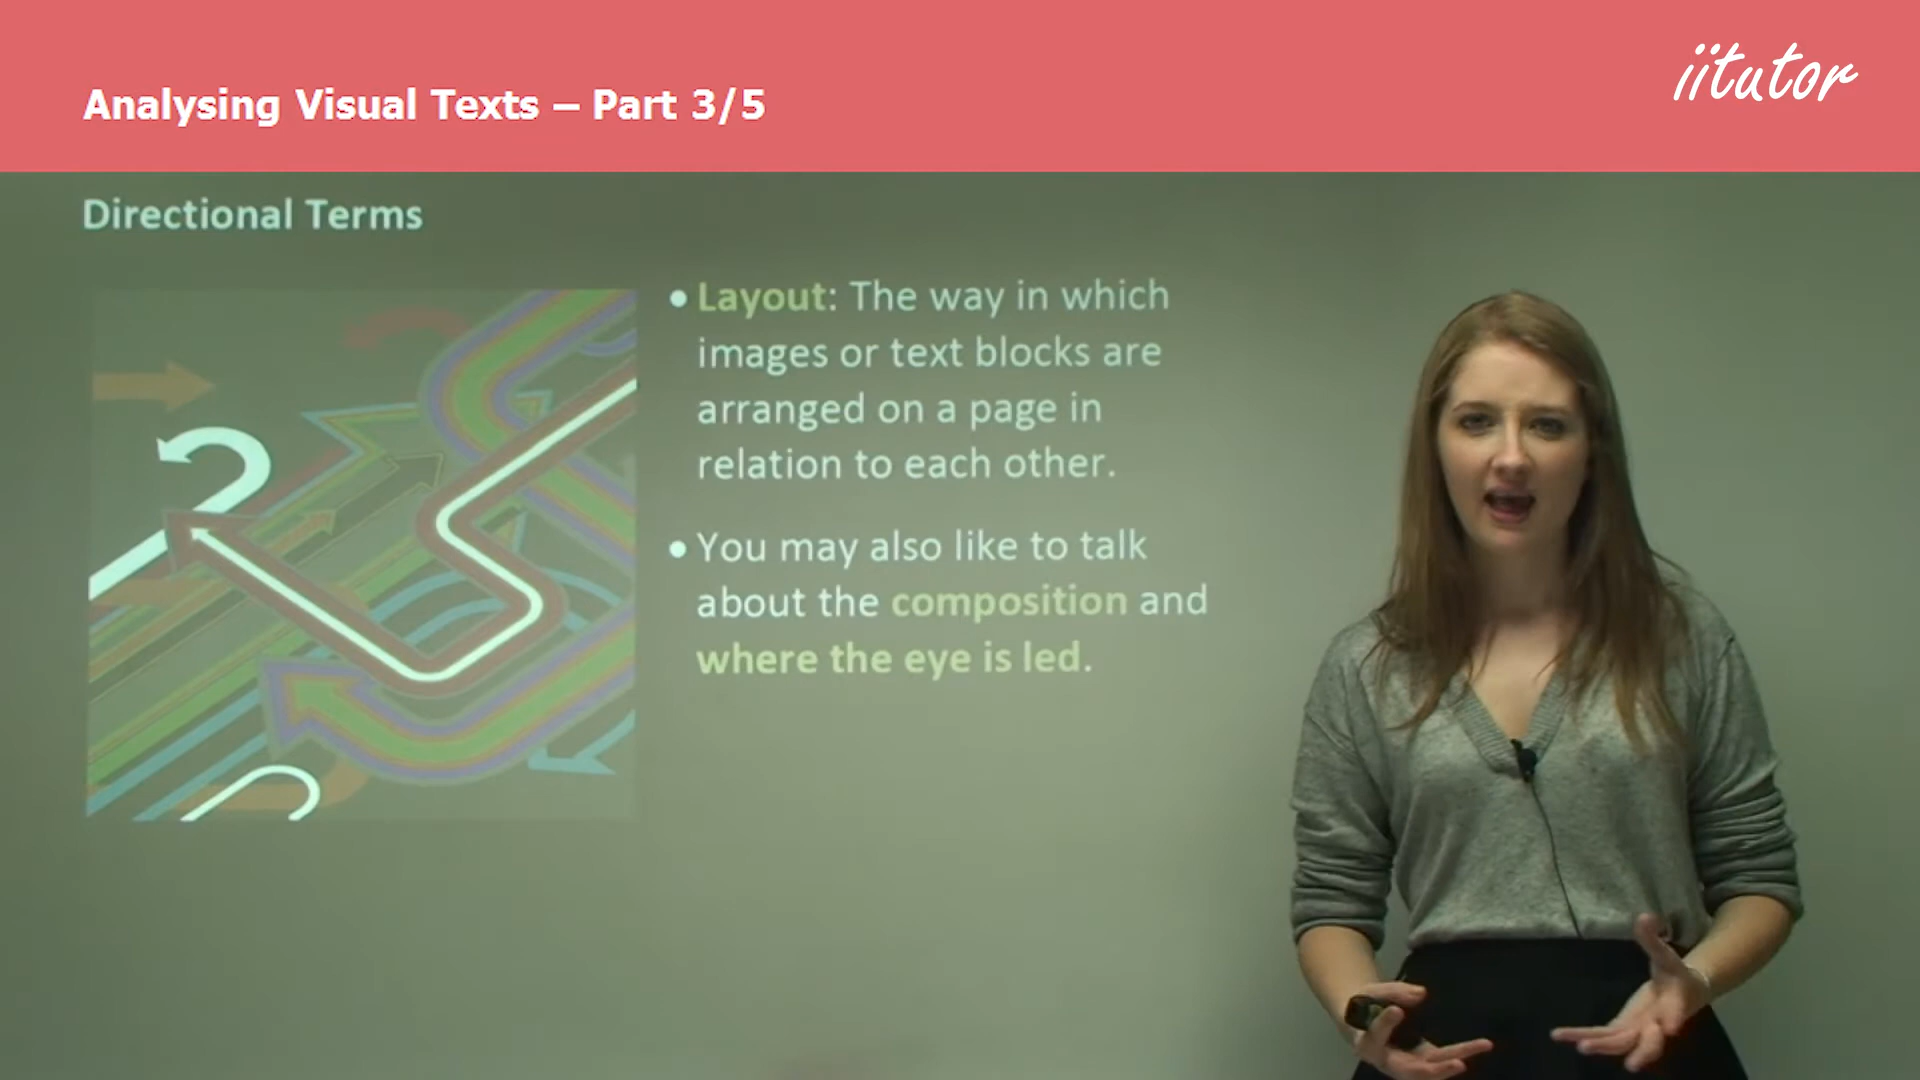 iitutor
Analysing Visual Texts – Part 3/5
Directional Terms
• Layout: The way in which
images or text blocks are
arranged on a page in
relation to each other.
• You may also like to talk
about the composition and
where the eye is led.